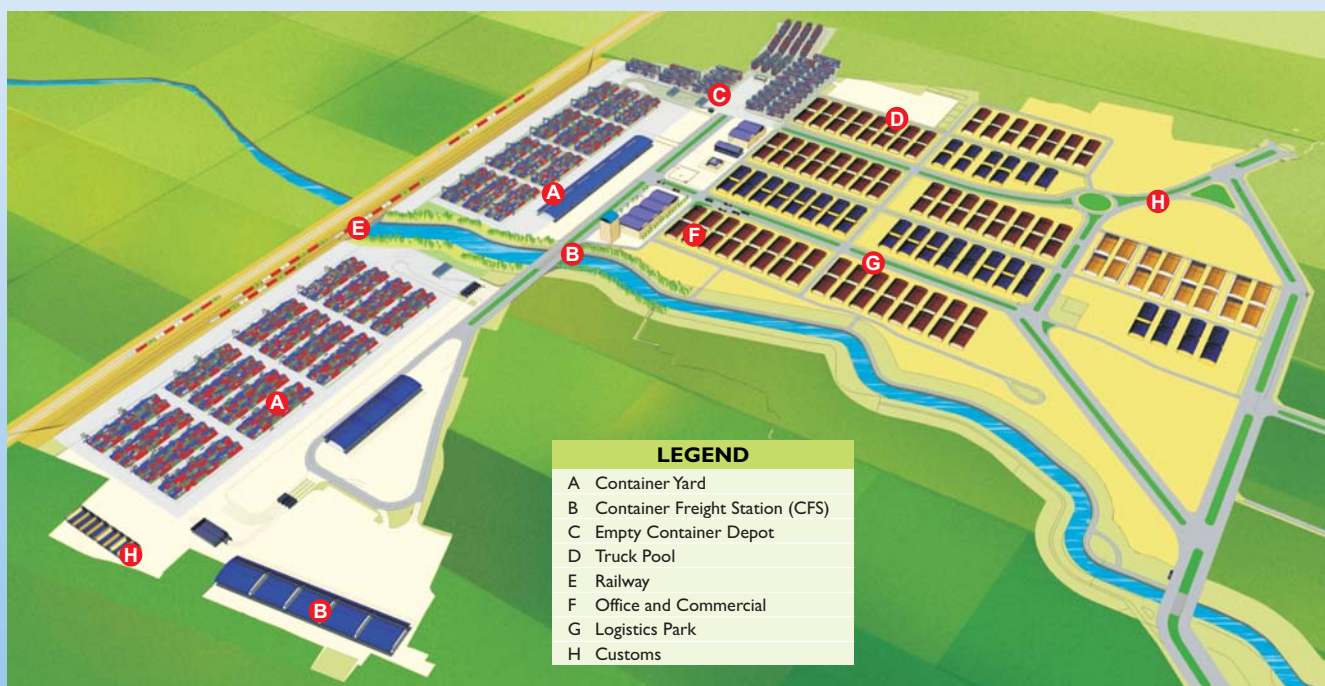 C
D
A
H
E
F
B
G
A
H
B
LEGEND
A Container Yard
B Container Freight Station (CFS)
C Empty Container Depot
D Truck Pool
E Railway
F Office and Commercial
G Logistics Park
H Customs